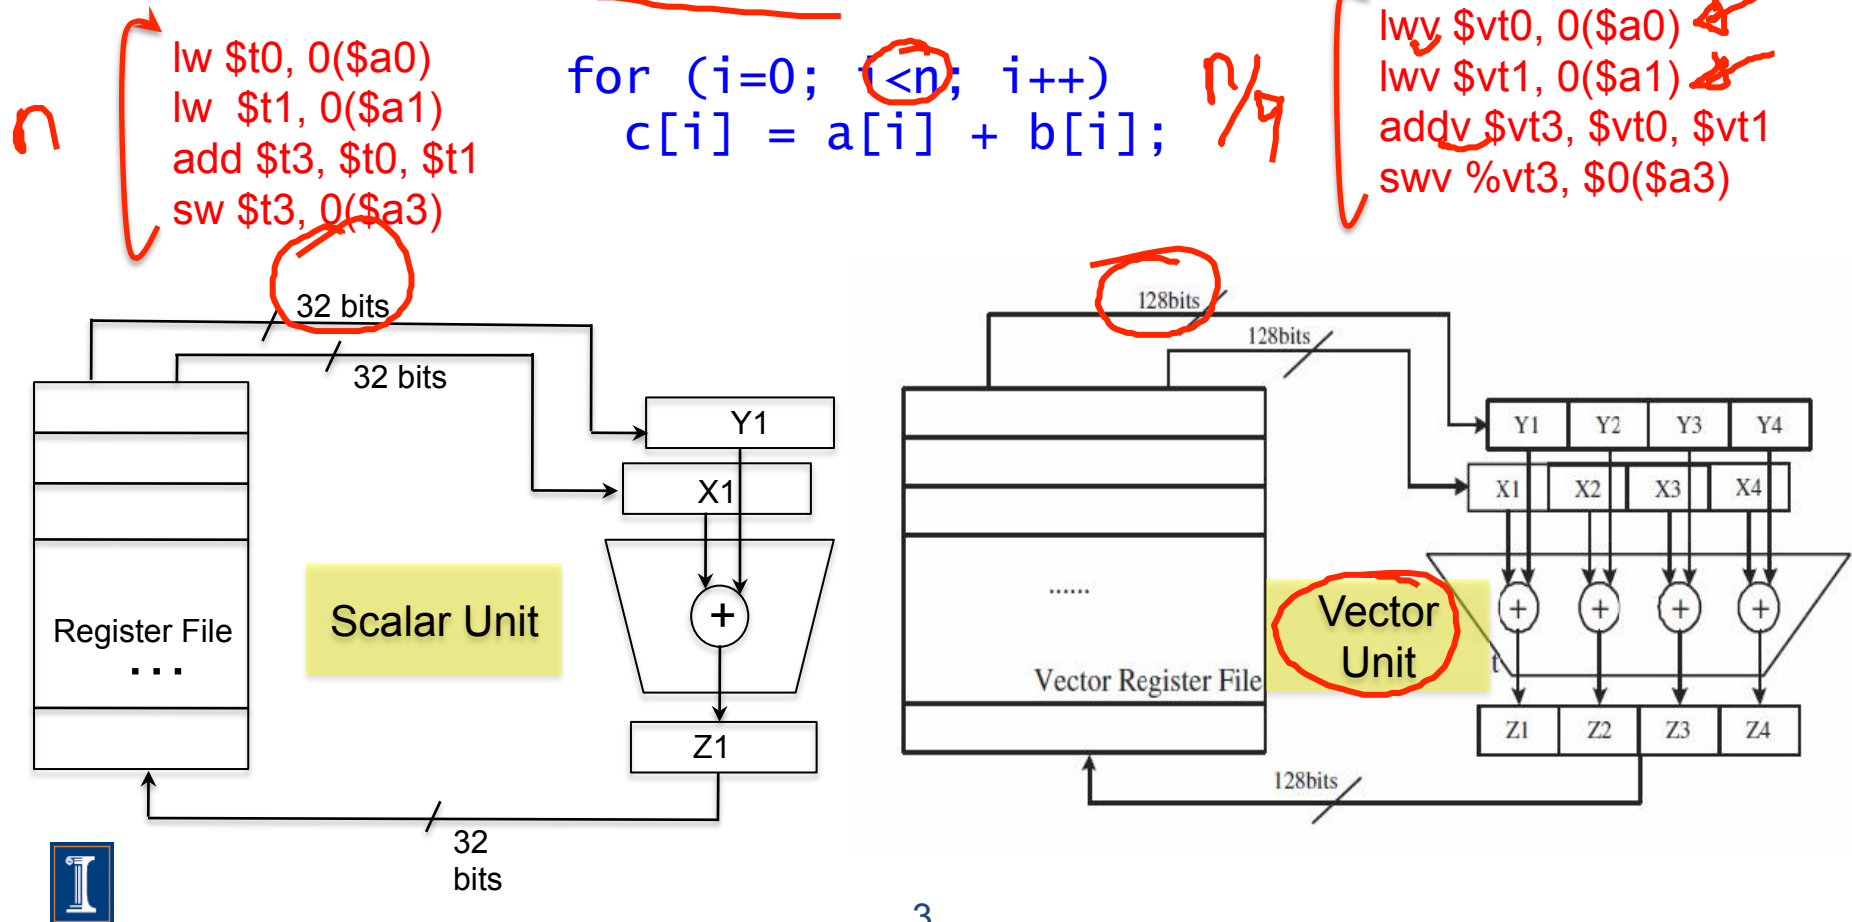 lw $t0, 0($a0)
lw $t1, 0($a1)
add $t3, $t0, $t1
sw $t3, 0($a3)
n
for (i=0; i<n; i++)
c[i] = a[i] + b[i];
n/4
lwv $vt0, 0($a0)
lwv $vt1, 0($a1)
addv $vt3, $vt0, $vt1
swv %vt3, $0($a3)
32 bits
32 bits
Y1
X1
+
Z1
Register File
...
Scalar Unit
32
bits
128bits
128bits
Y1 Y2 Y3 Y4
X1 X2 X3 X4
+ + + +
Z1 Z2 Z3 Z4
......
Vector Register File
Vector
Unit
t
128bits
I
3